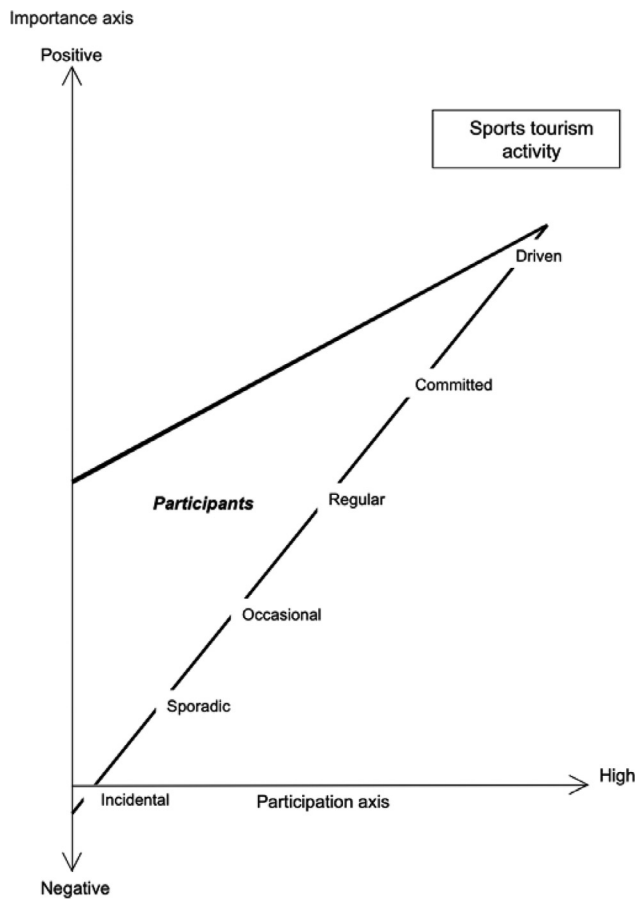 Importance axis
Positive
Sports tourism
activity
Driven
Committed
Participants
Regular
Occasional
Sporadic
High
Incidental
Participation axis
Negative